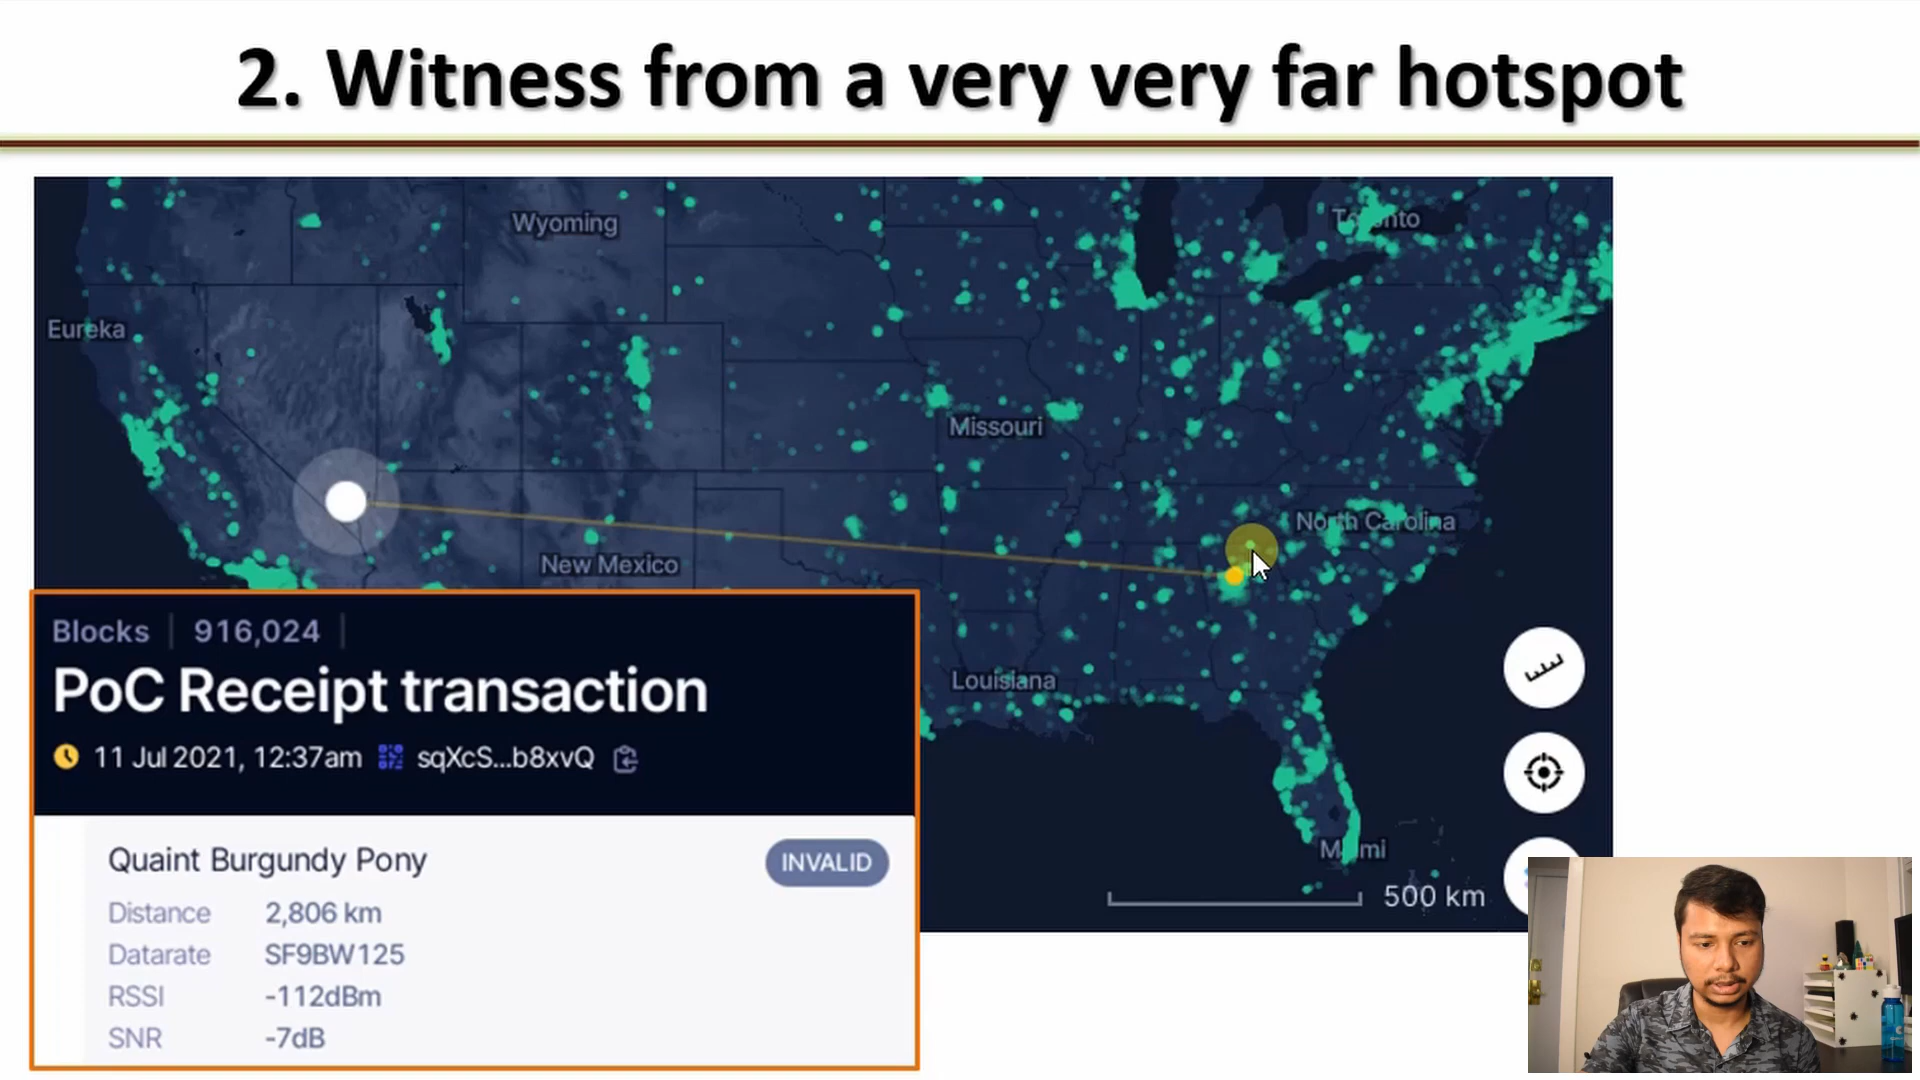 2. Witness from a very very far hotspot
Wyoming
Toronto
Eureka
Missouri
North Carolina
New Mexico
Louisiana
Miami
500 km
Blocks | 916,024 |
PoC Receipt transaction
11 Jul 2021, 12:37am sqXcS...b8xvQ
Quaint Burgundy Pony
INVALID
Distance 2,806 km
Datarate SF9BW125
RSSI -112dBm
SNR -7dB